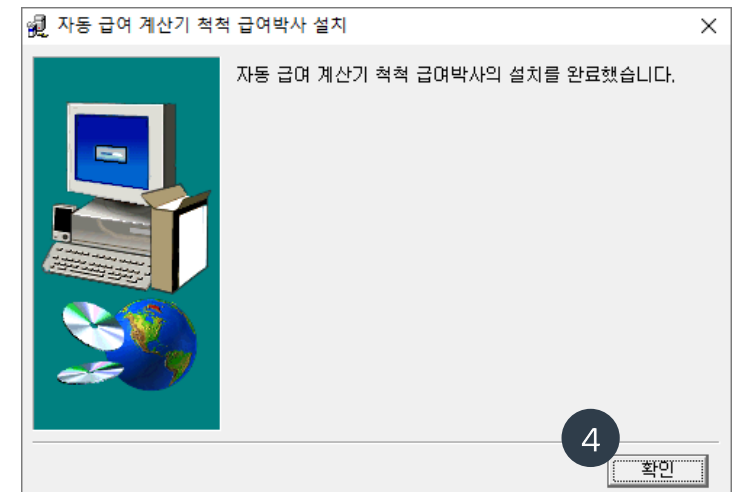 자동 급여 계산기 척척 급여박사 설치
자동 급여 계산기 척척 급여박사의 설치를 완료했습니다.
4
확인